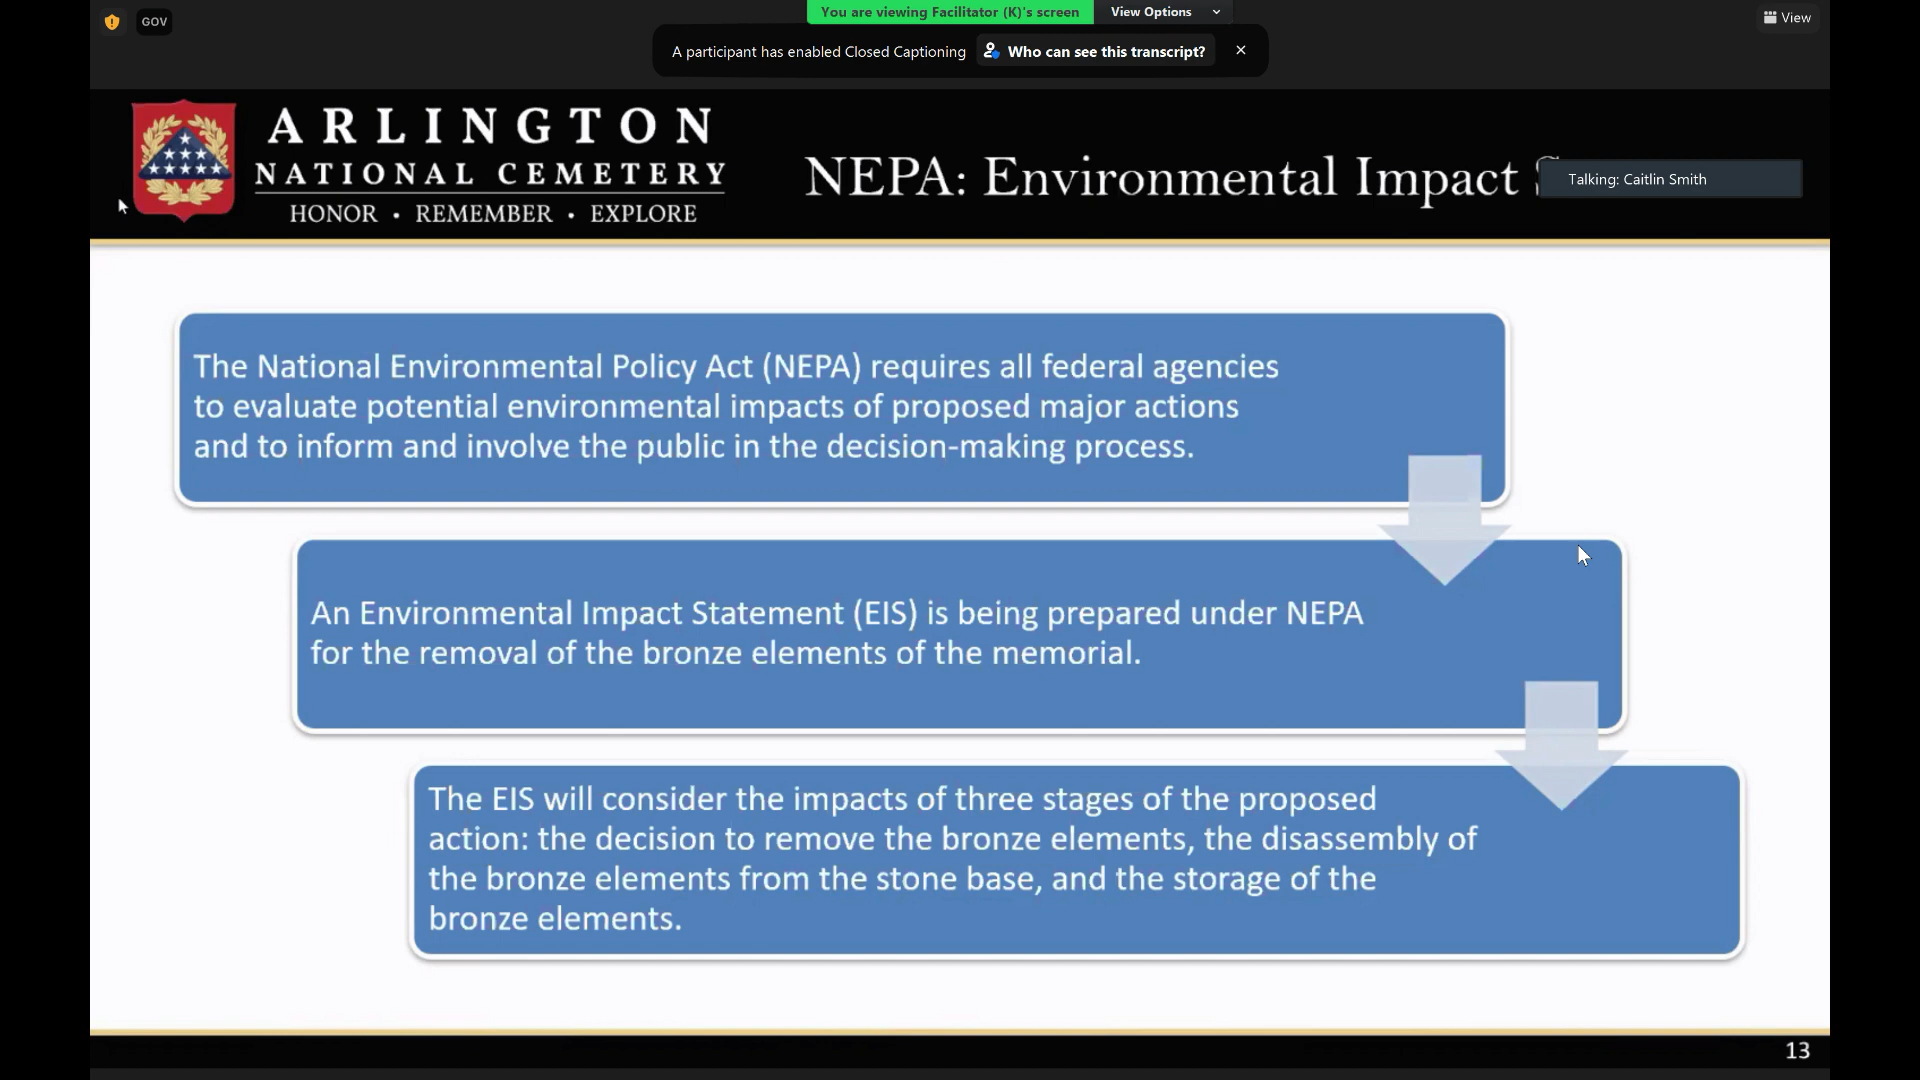 GOV
You are viewing Facilitator (K)'s screen
View Options
View
A participant has enabled Closed Captioning
Who can see this transcript?
ARLINGTON
NATIONAL CEMETERY
HONOR • REMEMBER • EXPLORE
NEPA: Environmental Impact
Talking: Caitlin Smith
The National Environmental Policy Act (NEPA) requires all federal agencies
to evaluate potential environmental impacts of proposed major actions
and to inform and involve the public in the decision-making process.
An Environmental Impact Statement (EIS) is being prepared under NEPA
for the removal of the bronze elements of the memorial.
The EIS will consider the impacts of three stages of the proposed
action: the decision to remove the bronze elements, the disassembly of
the bronze elements from the stone base, and the storage of the
bronze elements.
13